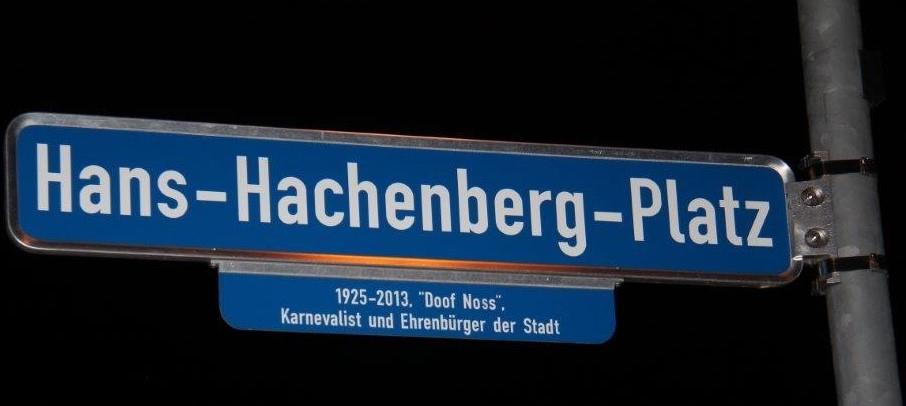 Hans-Hachenberg-Platz
1925-2013, "Doof Noss",
Karnevalist und Ehrenbürger der Stadt